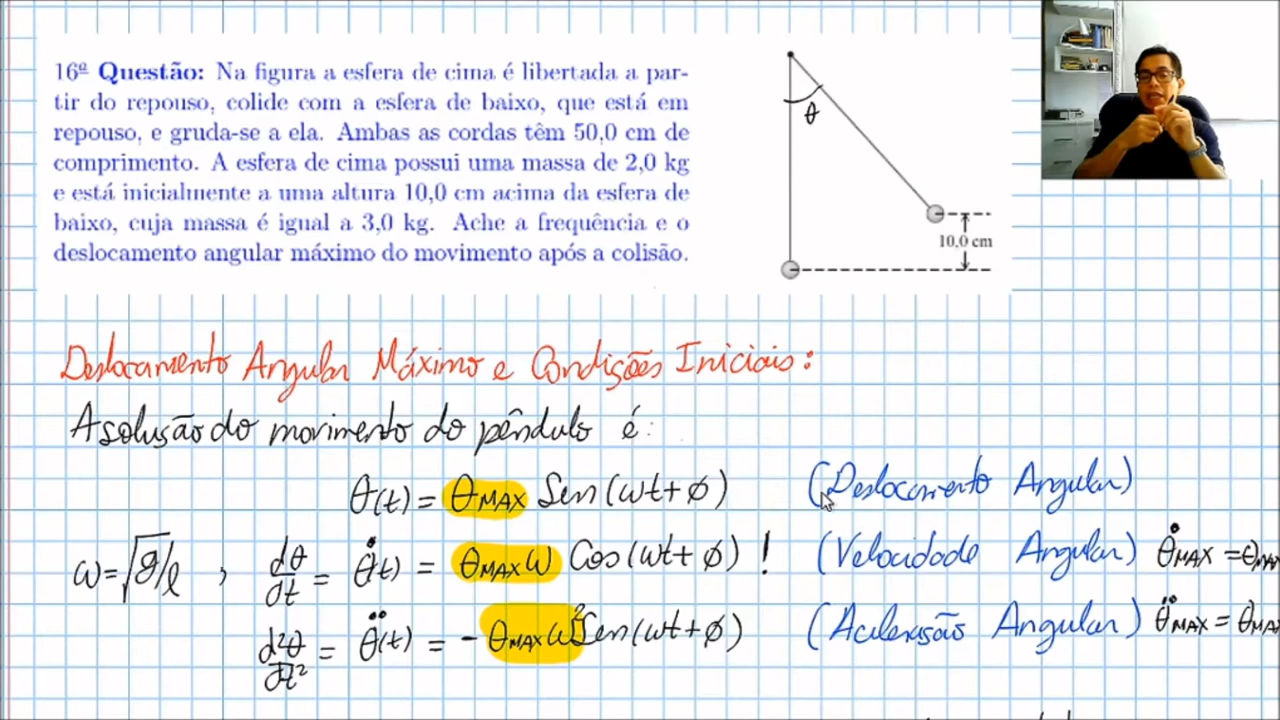 16ª Questão: Na figura a esfera de cima é libertada a par-
tir do repouso, colide com a esfera de baixo, que está em
repouso, e gruda-se a ela. Ambas as cordas têm 50,0 cm de
comprimento. A esfera de cima possui uma massa de 2,0 kg
e está inicialmente a uma altura 10,0 cm acima da esfera de
baixo, cuja massa é igual a 3,0 kg. Ache a frequência e o
deslocamento angular máximo do movimento após a colisão.
θ
10,0 cm
Deslocamento Angular Máximo e Condições Iniciais:
A solução do movimento do pêndulo é:
θ(t) = θMAX Sen(ωt+φ) (Deslocamento Angular)
ω = √g/l , dθ/dt = θ̇(t) = θMAX ω Cos(ωt+φ) ! (Velocidade Angular) θ̇MAX = θMA
d²θ/dt² = θ̈(t) = - θMAX ω² Sen(ωt+φ) (Aceleração Angular) θ̈MAX = θMA